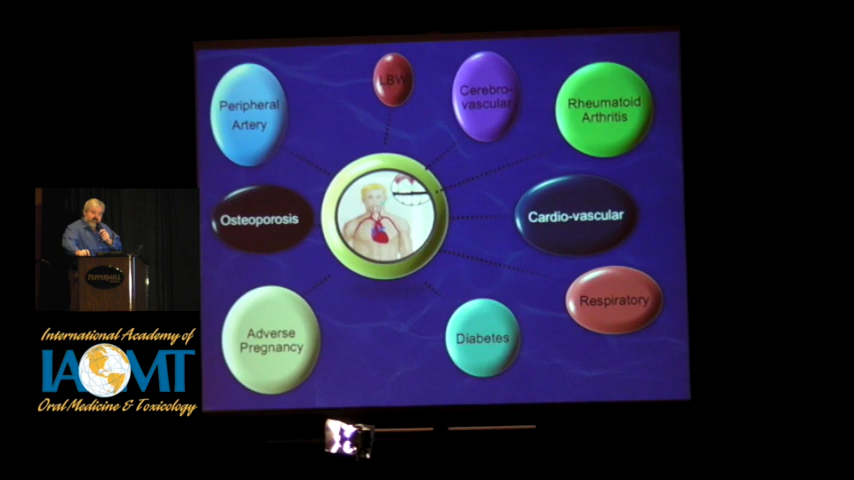 Peripheral
Artery
LBW
Cerebro-
vascular
Rheumatoid
Arthritis
Osteoporosis
Cardio-vascular
Adverse
Pregnancy
Diabetes
Respiratory
PEPPERMILL
International Academy of
IAOMT
Oral Medicine & Toxicology